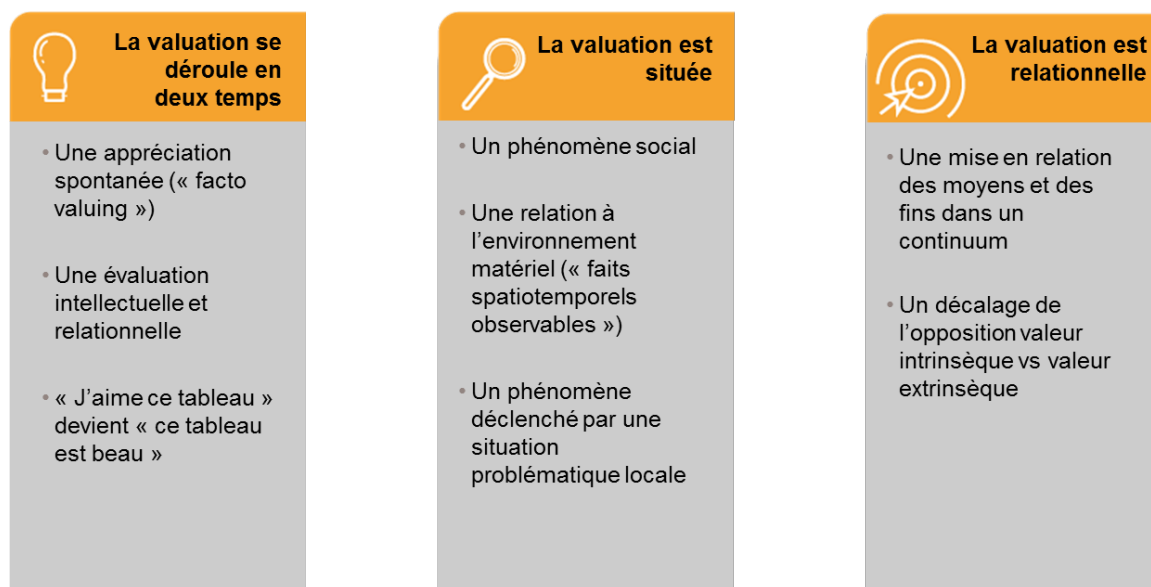 La valuation se
déroule en
deux temps
• Une appréciation
spontanée (« facto
valuing »)
• Une évaluation
intellectuelle et
relationnelle
• « J’aime ce tableau »
devient « ce tableau
est beau »
La valuation est
située
• Un phénomène social
• Une relation à
l’environnement
matériel (« faits
spatiotemporels
observables »)
• Un phénomène
déclenché par une
situation
problématique locale
La valuation est
relationnelle
• Une mise en relation
des moyens et des
fins dans un
continuum
• Un décalage de
l’opposition valeur
intrinsèque vs valeur
extrinsèque